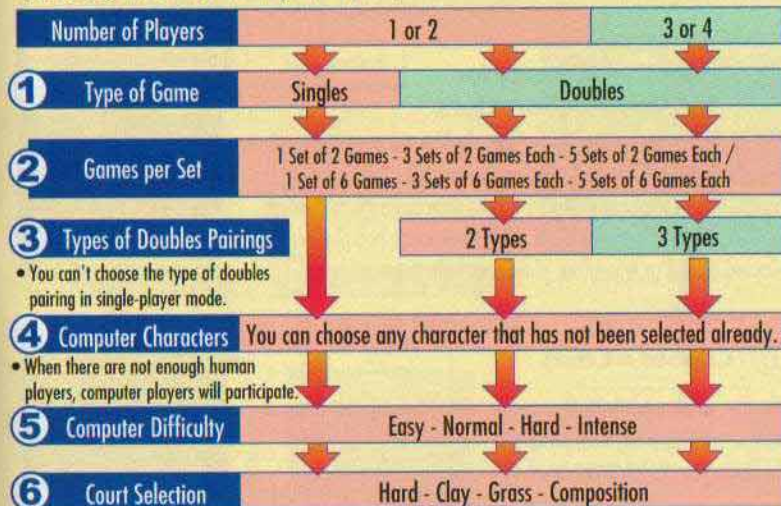 Number of Players 1 or 2 3 or 4
1 Type of Game Singles Doubles
2 Games per Set
1 Set of 2 Games - 3 Sets of 2 Games Each - 5 Sets of 2 Games Each /
1 Set of 6 Games - 3 Sets of 6 Games Each - 5 Sets of 6 Games Each
3 Types of Doubles Pairings 2 Types 3 Types
• You can't choose the type of doubles
pairing in single-player mode.
4 Computer Characters You can choose any character that has not been selected already.
• When there are not enough human
players, computer players will participate.
5 Computer Difficulty Easy - Normal - Hard - Intense
6 Court Selection Hard - Clay - Grass - Composition